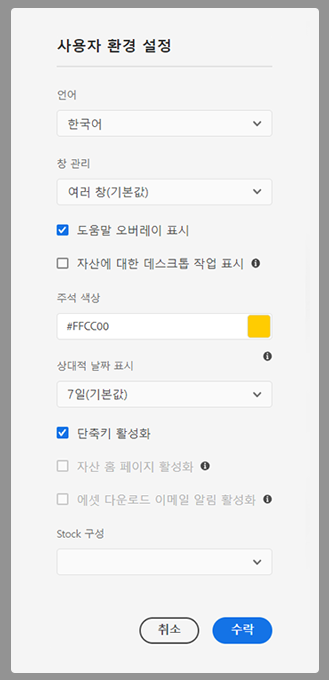 사용자 환경 설정
언어
한국어
창 관리
여러 창(기본값)
도움말 오버레이 표시
자산에 대한 데스크톱 작업 표시
주석 색상
#FFCC00
상대적 날짜 표시
7일(기본값)
단축키 활성화
자산 홈 페이지 활성화
에셋 다운로드 이메일 알림 활성화
Stock 구성
취소 수락